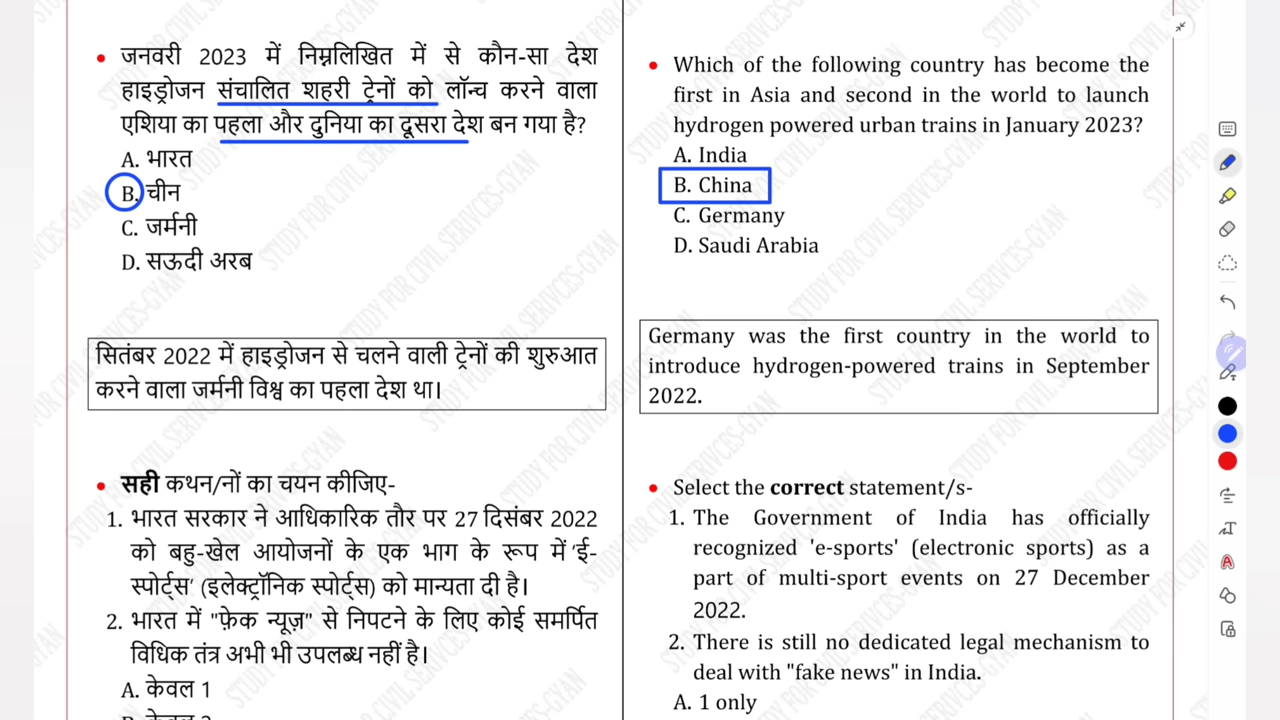 जनवरी 2023 में निम्नलिखित में से कौन-सा देश
हाइड्रोजन संचालित शहरी ट्रेनों को लॉन्च करने वाला
एशिया का पहला और दुनिया का दूसरा देश बन गया है?
A. भारत
B. चीन
C. जर्मनी
D. सऊदी अरब
सितंबर 2022 में हाइड्रोजन से चलने वाली ट्रेनों की शुरुआत
करने वाला जर्मनी विश्व का पहला देश था।
सही कथन/नों का चयन कीजिए-
1. भारत सरकार ने आधिकारिक तौर पर 27 दिसंबर 2022
को बहु-खेल आयोजनों के एक भाग के रूप में 'ई-
स्पोर्ट्स' (इलेक्ट्रॉनिक स्पोर्ट्स) को मान्यता दी है।
2. भारत में "फ़ेक न्यूज़" से निपटने के लिए कोई समर्पित
विधिक तंत्र अभी भी उपलब्ध नहीं है।
A. केवल 1
Which of the following country has become the
first in Asia and second in the world to launch
hydrogen powered urban trains in January 2023?
A. India
B. China
C. Germany
D. Saudi Arabia
Germany was the first country in the world to
introduce hydrogen-powered trains in September
2022.
Select the correct statement/s-
1. The Government of India has officially
recognized 'e-sports' (electronic sports) as a
part of multi-sport events on 27 December
2022.
2. There is still no dedicated legal mechanism to
deal with "fake news" in India.
A. 1 only
STUDY FOR CIVIL SERIVCES-GYAN